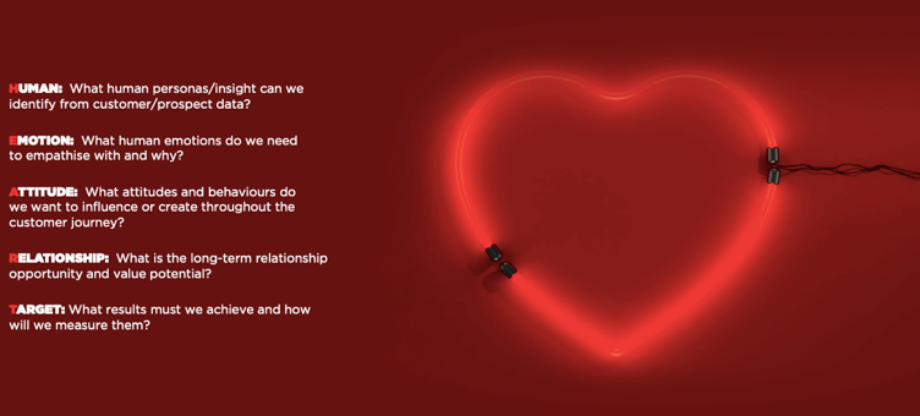 HUMAN: What human personas/insight can we
identify from customer/prospect data?
EMOTION: What human emotions do we need
to empathise with and why?
ATTITUDE: What attitudes and behaviours do
we want to influence or create throughout the
customer journey?
RELATIONSHIP: What is the long-term relationship
opportunity and value potential?
TARGET: What results must we achieve and how
will we measure them?